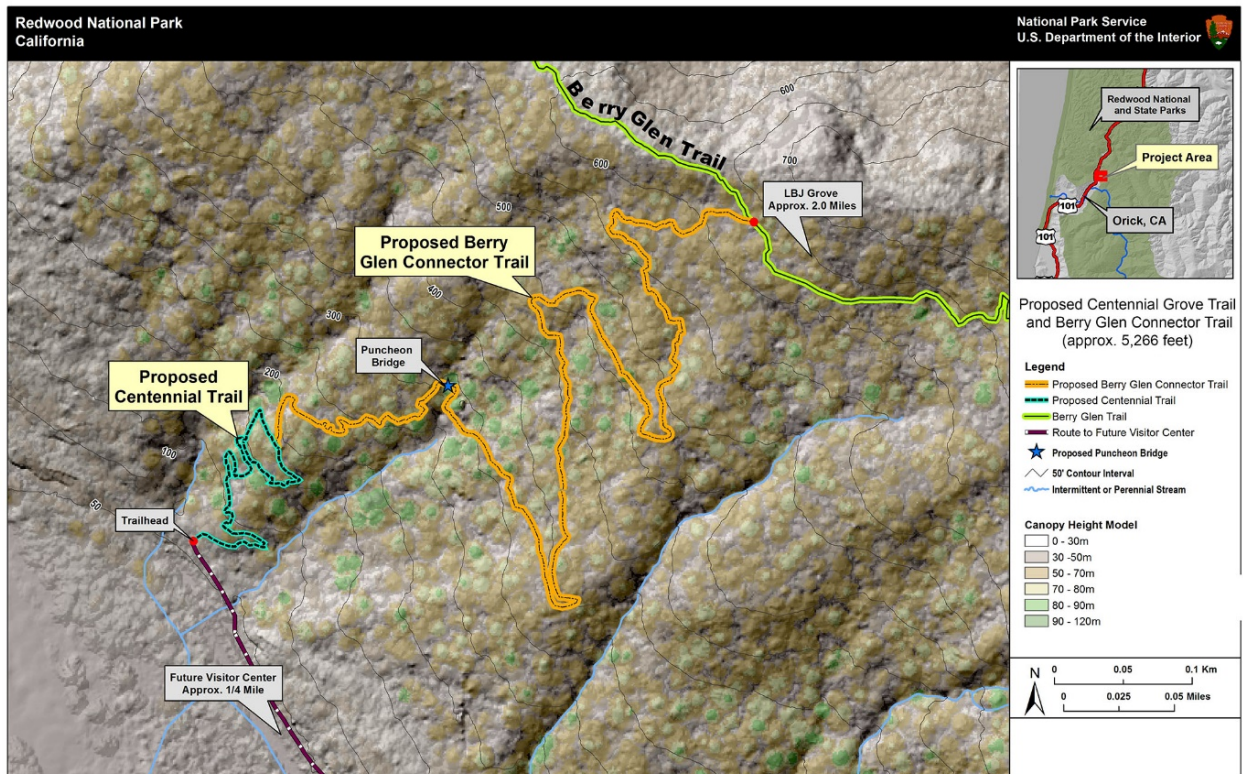 Redwood National Park
California
National Park Service
U.S. Department of the Interior
Berry Glen Trail
600
600
700
500
400
300
200
100
50
LBJ Grove
Approx. 2.0 Miles
Proposed Berry
Glen Connector Trail
Puncheon
Bridge
Proposed
Centennial Trail
Trailhead
Future Visitor Center
Approx. 1/4 Mile
Redwood National
and State Parks
Project Area
101
Orick, CA
101
Proposed Centennial Grove Trail
and Berry Glen Connector Trail
(approx. 5,266 feet)
Legend
Proposed Berry Glen Connector Trail
Proposed Centennial Trail
Berry Glen Trail
Route to Future Visitor Center
Proposed Puncheon Bridge
50' Contour Interval
Intermittent or Perennial Stream
Canopy Height Model
0 - 30m
30 -50m
50 - 70m
70 - 80m
80 - 90m
90 - 120m
N
0 0.05 0.1 Km
0 0.025 0.05 Miles